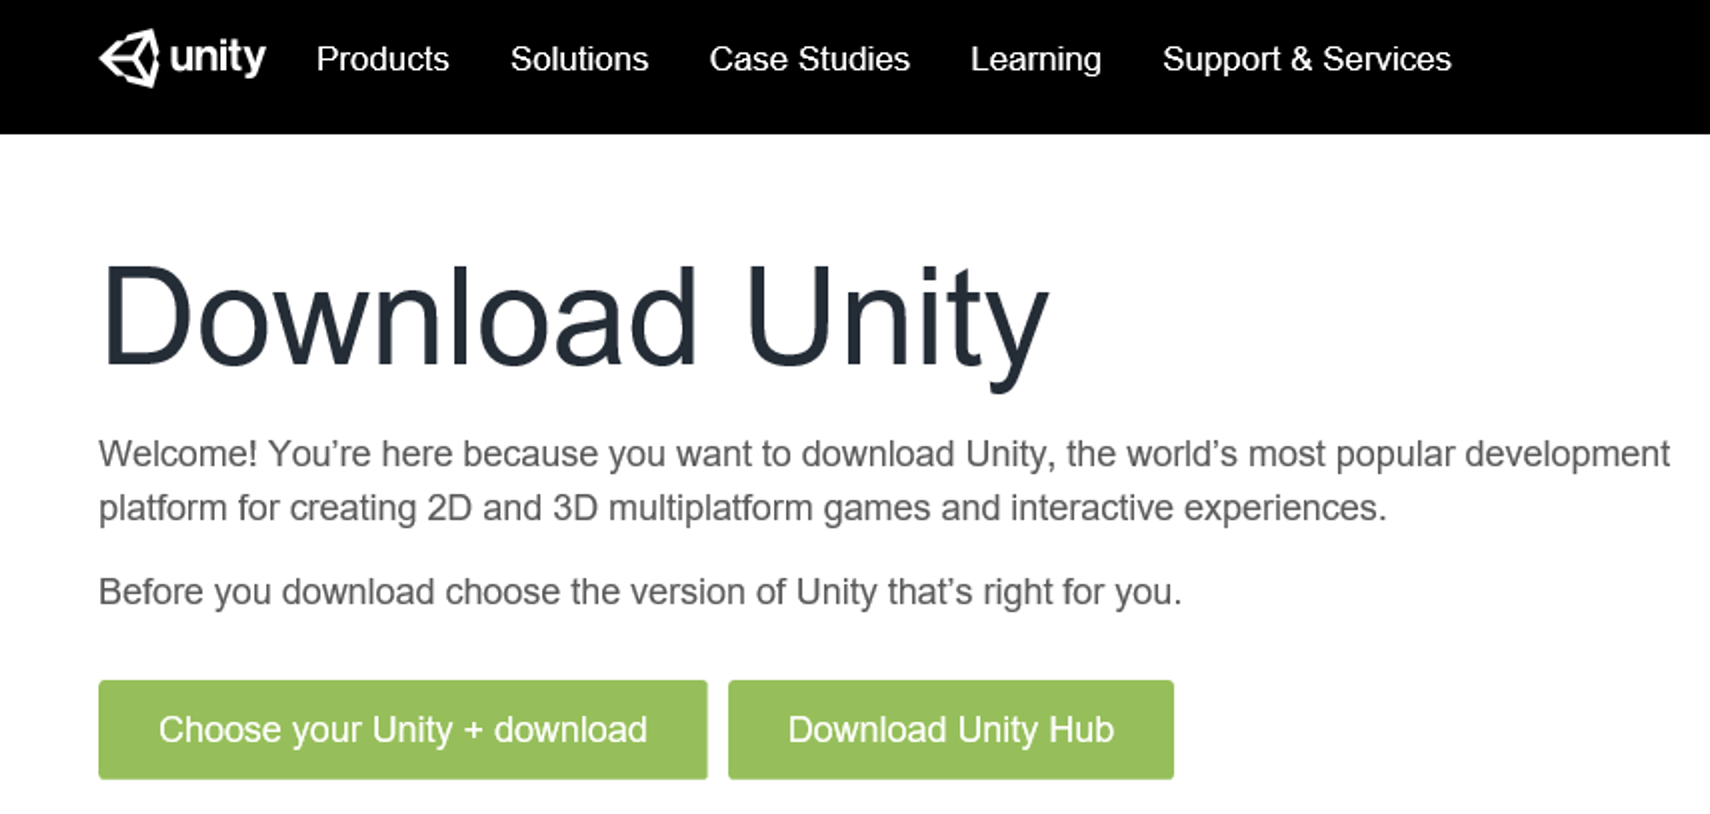 unity Products Solutions Case Studies Learning Support & Services
Download Unity
Welcome! You’re here because you want to download Unity, the world’s most popular development
platform for creating 2D and 3D multiplatform games and interactive experiences.
Before you download choose the version of Unity that’s right for you.
Choose your Unity + download Download Unity Hub